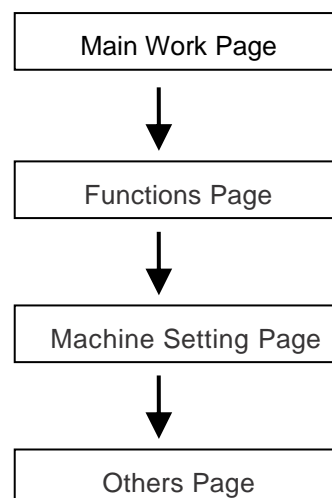 Main Work Page
Functions Page
Machine Setting Page
Others Page